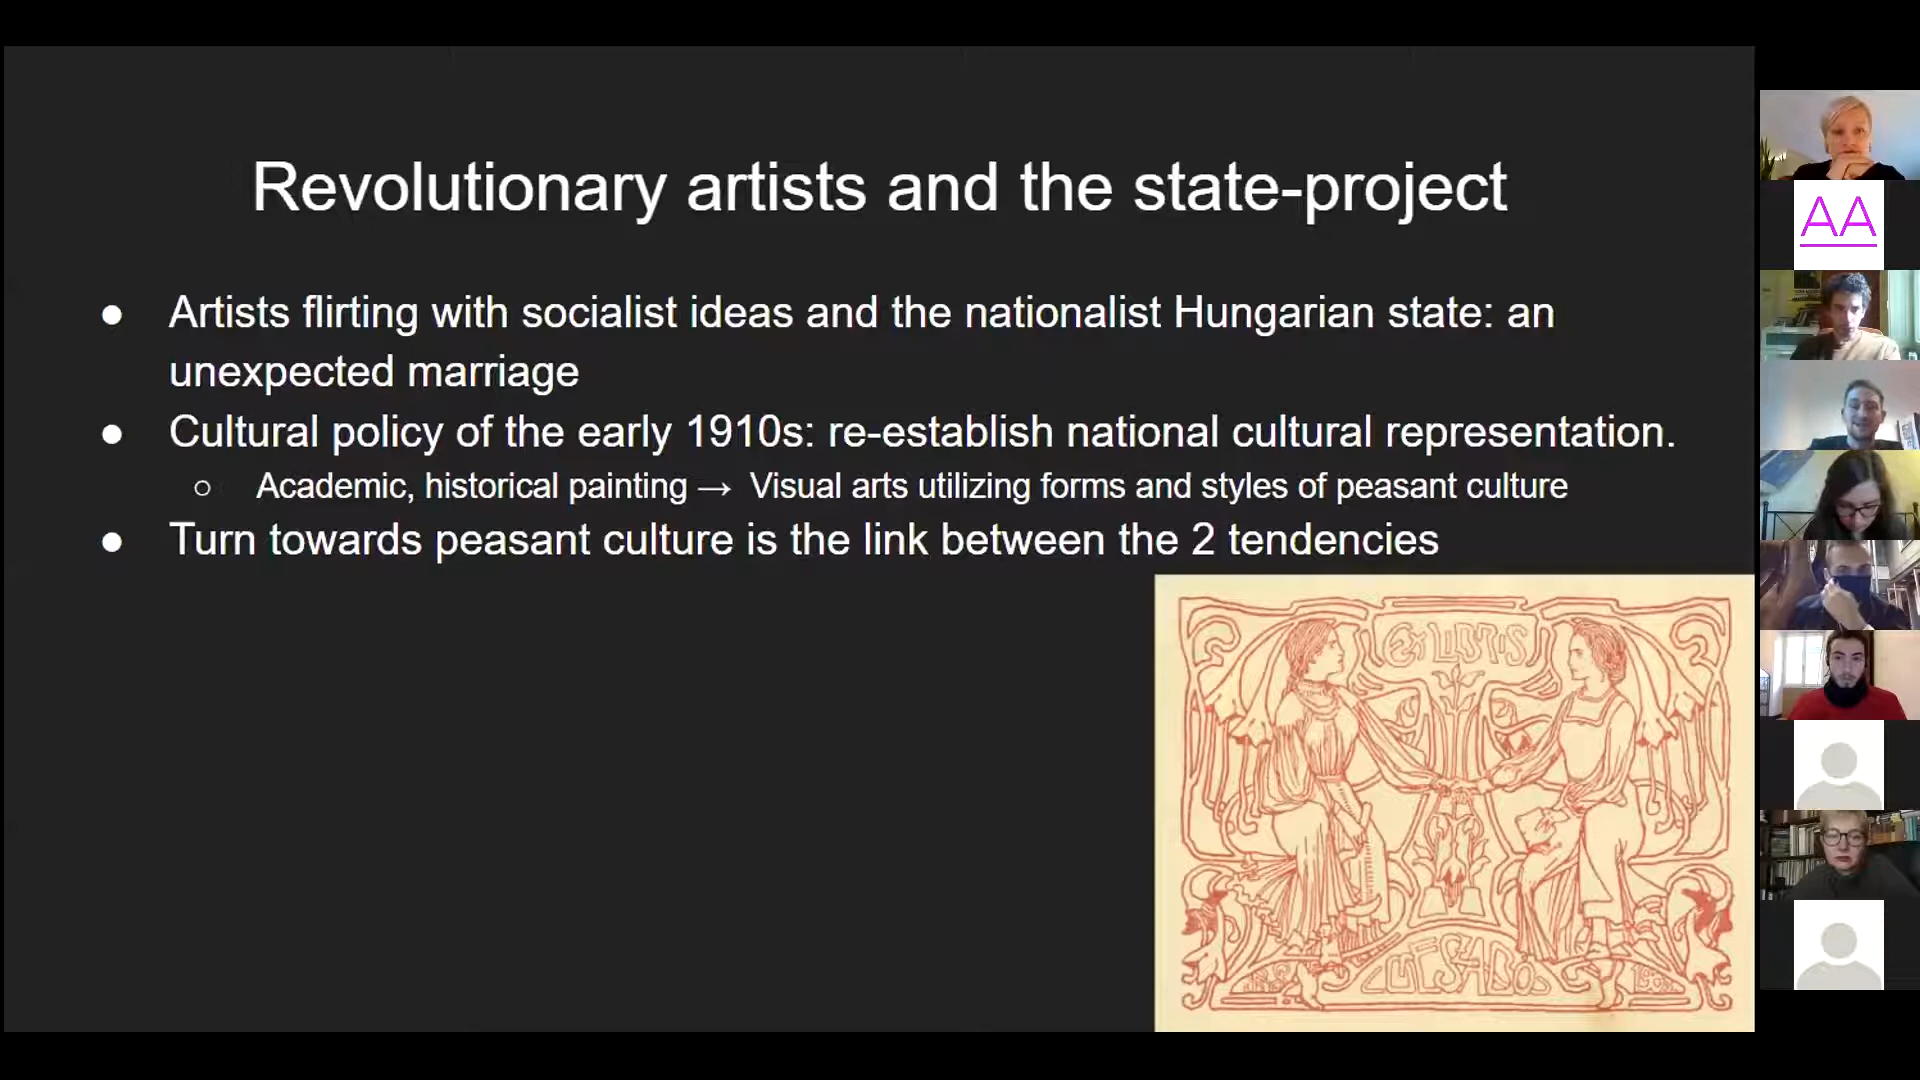 Revolutionary artists and the state-project
● Artists flirting with socialist ideas and the nationalist Hungarian state: an
unexpected marriage
● Cultural policy of the early 1910s: re-establish national cultural representation.
○ Academic, historical painting → Visual arts utilizing forms and styles of peasant culture
● Turn towards peasant culture is the link between the 2 tendencies
EX LIBRIS
AA